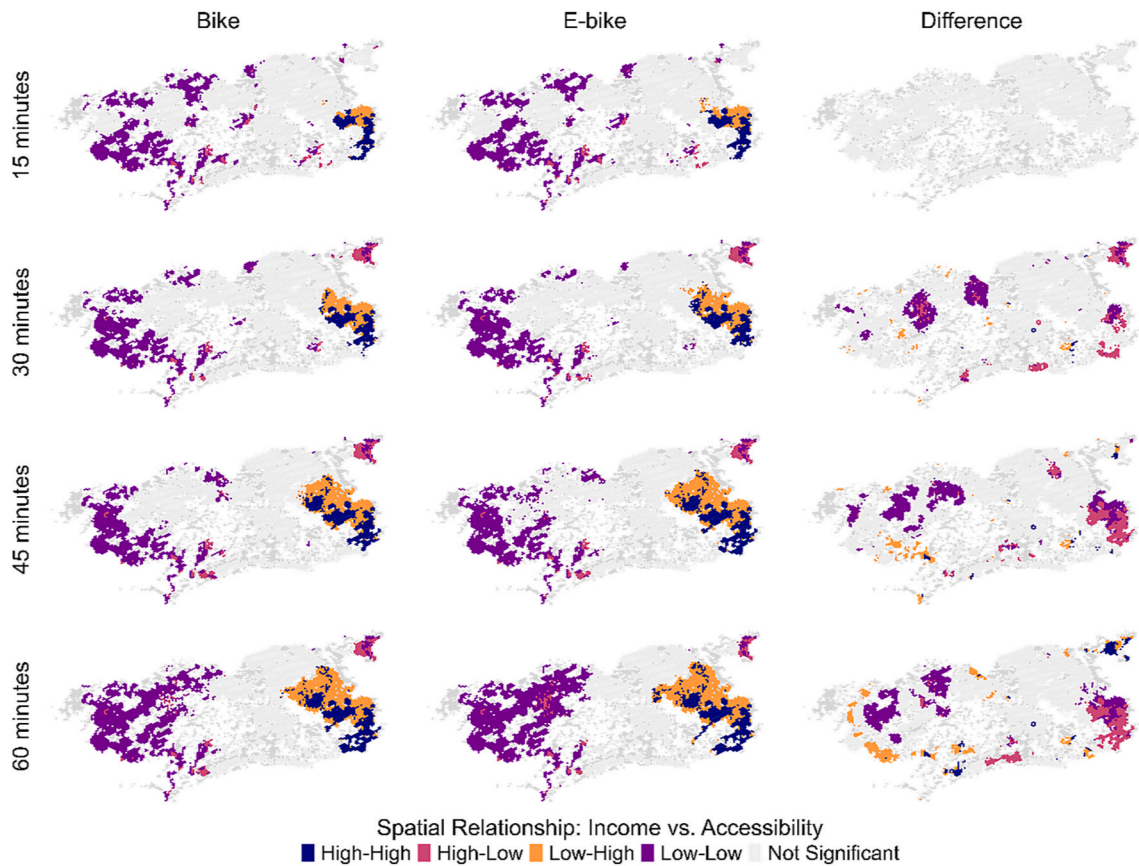 Bike E-bike Difference
15 minutes
30 minutes
45 minutes
60 minutes
Spatial Relationship: Income vs. Accessibility
High-High High-Low Low-High Low-Low Not Significant